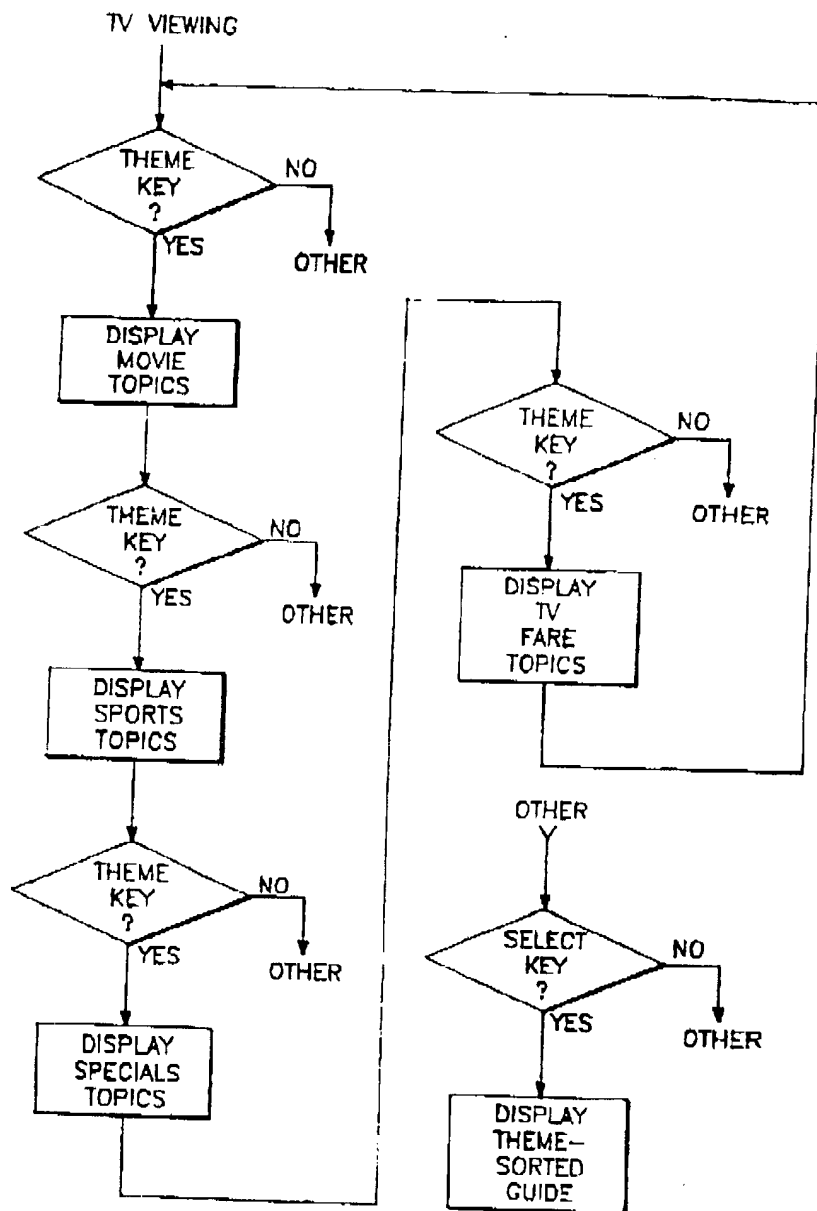 TV VIEWING
THEME
KEY
?
NO
YES
OTHER
DISPLAY
MOVIE
TOPICS
THEME
KEY
?
NO
YES
OTHER
DISPLAY
SPORTS
TOPICS
THEME
KEY
?
NO
YES
OTHER
DISPLAY
SPECIALS
TOPICS
THEME
KEY
?
NO
YES
OTHER
DISPLAY
TV
FARE
TOPICS
OTHER
SELECT
KEY
?
NO
YES
OTHER
DISPLAY
THEME-
SORTED
GUIDE